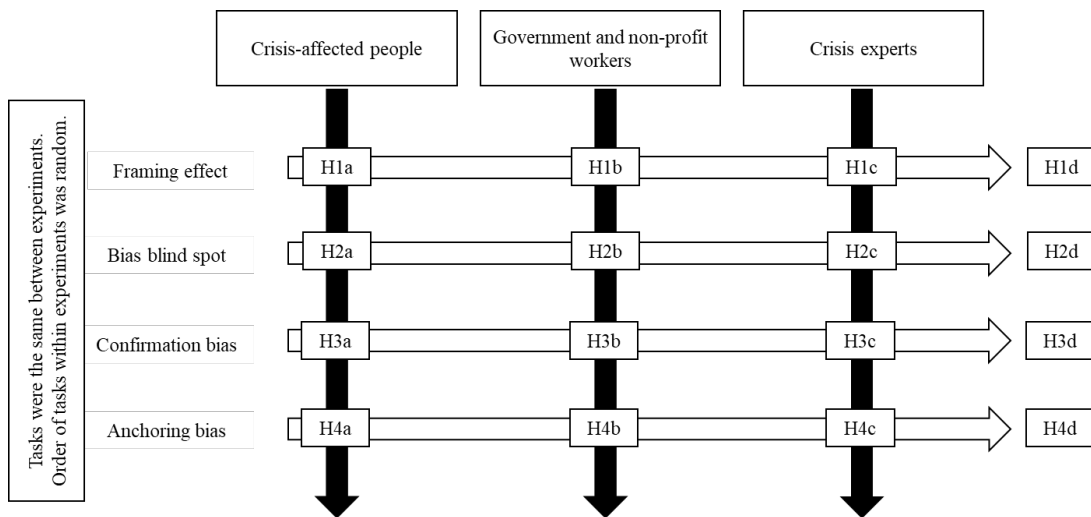 Crisis-affected people
Government and non-profit
workers
Crisis experts
Tasks were the same between experiments.
Order of tasks within experiments was random.
Framing effect
H1a
H1b
H1c
H1d
Bias blind spot
H2a
H2b
H2c
H2d
Confirmation bias
H3a
H3b
H3c
H3d
Anchoring bias
H4a
H4b
H4c
H4d